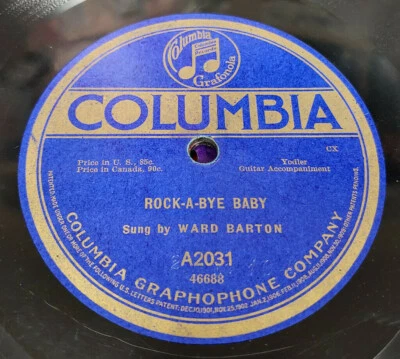 Columbia
Grafonola
COLUMBIA
CX
Price in U. S., 85c.
Price in Canada, 90c.
Yodler
Guitar Accompaniment
ROCK-A-BYE BABY
Sung by WARD BARTON
A2031
46688
COLUMBIA GRAPHOPHONE COMPANY